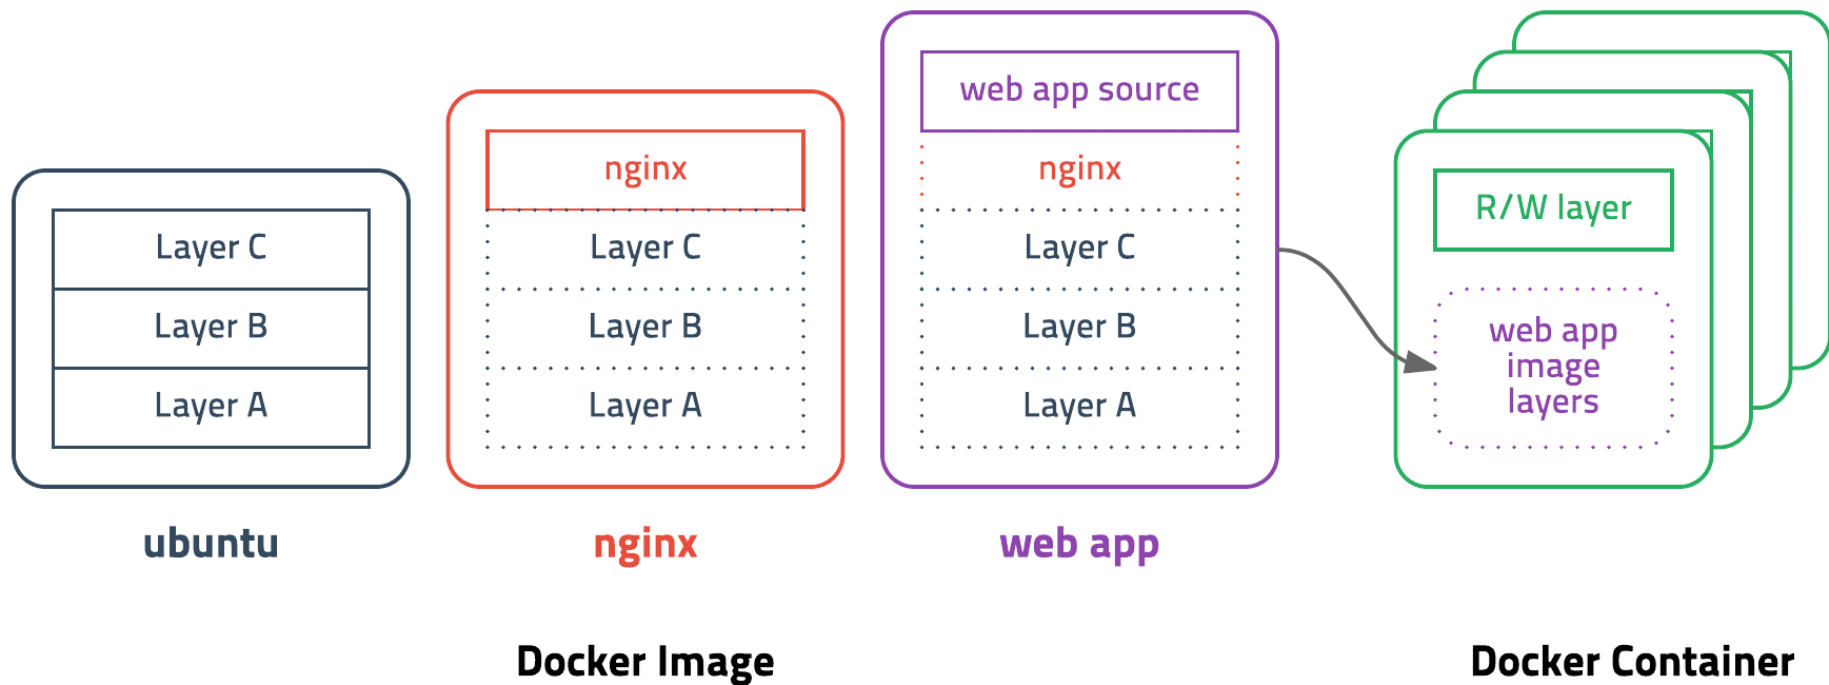 Layer C
Layer B
Layer A
ubuntu
nginx
Layer C
Layer B
Layer A
nginx
web app source
nginx
Layer C
Layer B
Layer A
web app
R/W layer
web app
image
layers
Docker Image
Docker Container